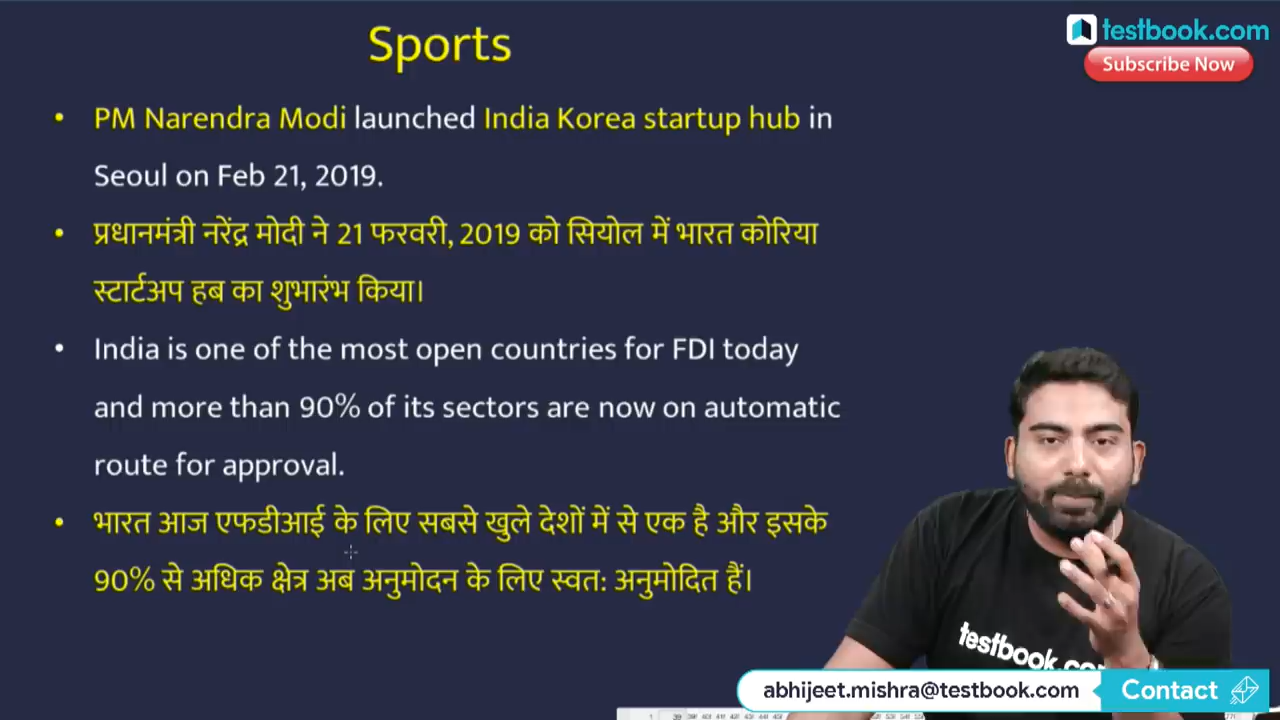 Sports
testbook.com
Subscribe Now
• PM Narendra Modi launched India Korea startup hub in
Seoul on Feb 21, 2019.
• प्रधानमंत्री नरेंद्र मोदी ने 21 फरवरी, 2019 को सियोल में भारत कोरिया
स्टार्टअप हब का शुभारंभ किया।
• India is one of the most open countries for FDI today
and more than 90% of its sectors are now on automatic
route for approval.
• भारत आज एफडीआई के लिए सबसे खुले देशों में से एक है और इसके
90% से अधिक क्षेत्र अब अनुमोदन के लिए स्वत: अनुमोदित हैं।
testbook.co
abhijeet.mishra@testbook.com
Contact